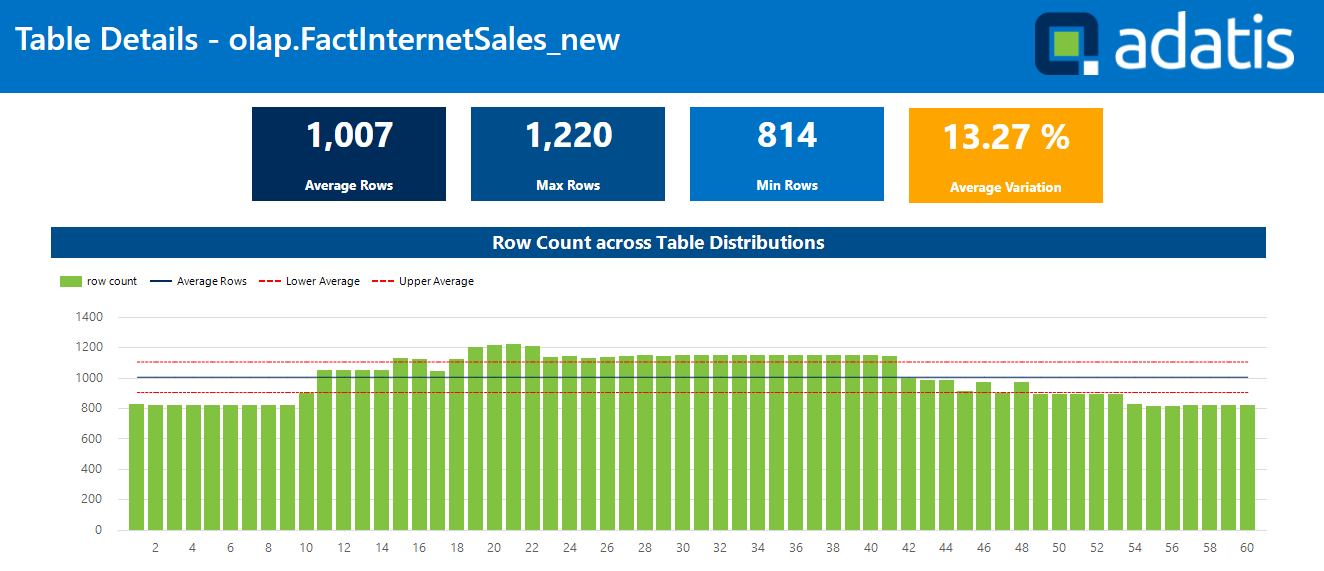 Table Details - olap.FactInternetSales_new
adatis
1,007
Average Rows
1,220
Max Rows
814
Min Rows
13.27 %
Average Variation
Row Count across Table Distributions
row count Average Rows Lower Average Upper Average
1400
1200
1000
800
600
400
200
0
2 4 6 8 10 12 14 16 18 20 22 24 26 28 30 32 34 36 38 40 42 44 46 48 50 52 54 56 58 60